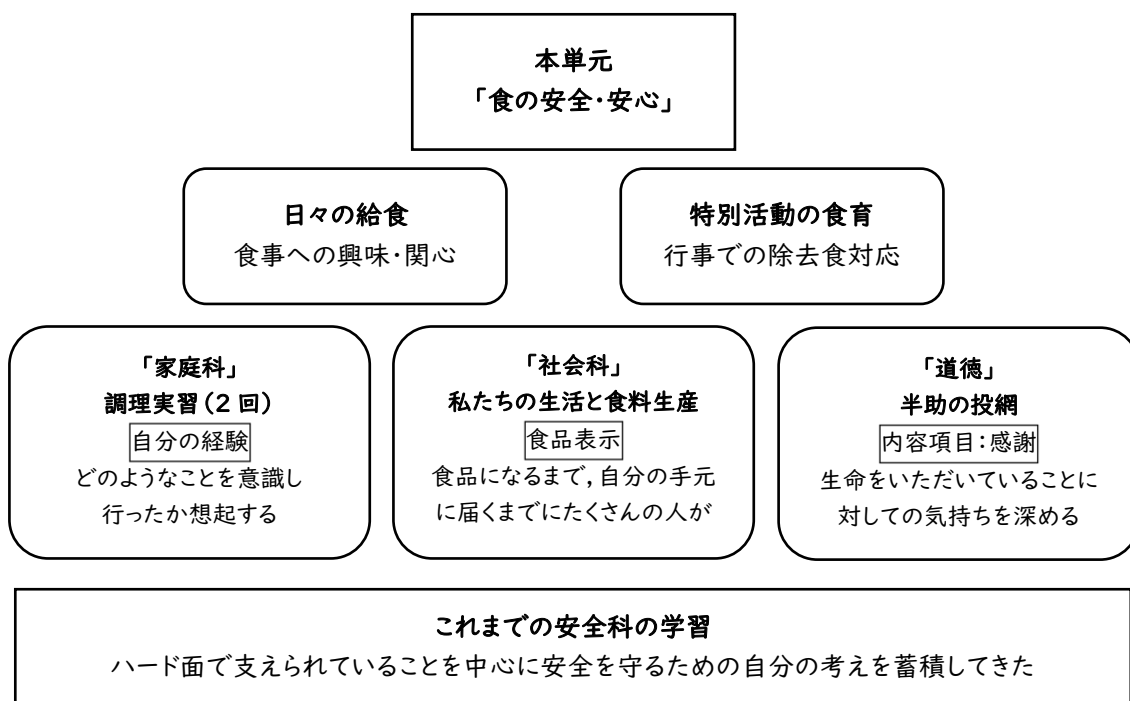 本単元
「食の安全・安心」
日々の給食
食事への興味・関心
特別活動の食育
行事での除去食対応
「家庭科」
調理実習（2 回）
自分の経験
どのようなことを意識し
行ったか想起する
「社会科」
私たちの生活と食料生産
食品表示
食品になるまで，自分の手元
に届くまでにたくさんの人が
「道徳」
半助の投網
内容項目：感謝
生命をいただいていることに
対しての気持ちを深める
これまでの安全科の学習
ハード面で支えられていることを中心に安全を守るための自分の考えを蓄積してきた